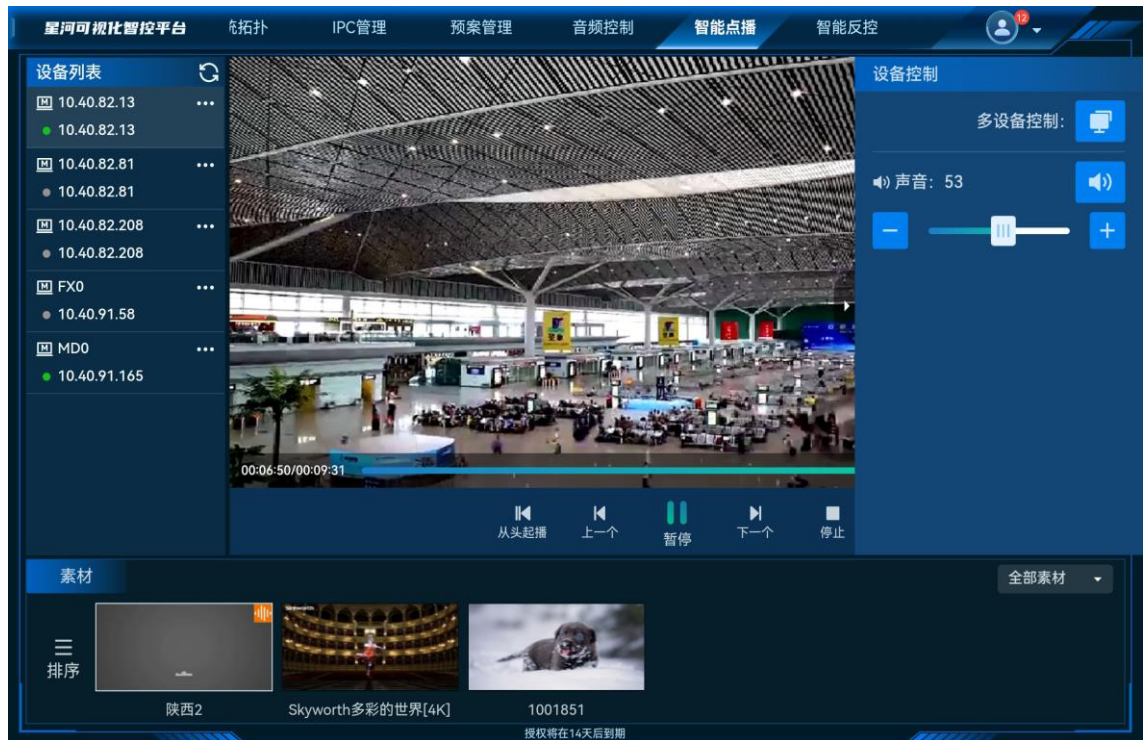 星河可视化智控平台
统拓扑 IPC管理 预案管理 音频控制 智能点播 智能反控
12
设备列表
10.40.82.13
10.40.82.13
10.40.82.81
10.40.82.81
10.40.82.208
10.40.82.208
FX0
10.40.91.58
MD0
10.40.91.165
00:06:50/00:09:31
从头起播 上一个 暂停 下一个 停止
设备控制
多设备控制:
声音: 53
素材
全部素材
排序
陕西2
Skyworth
Skyworth多彩的世界[4K]
1001851
授权将在14天后到期